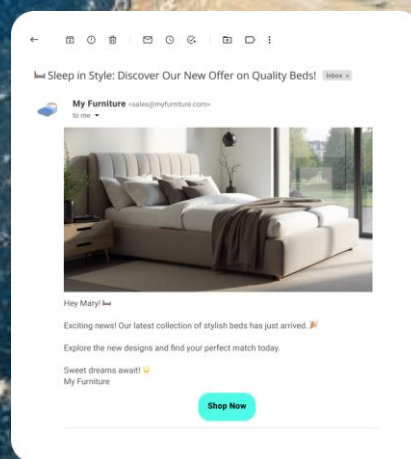 🛏️ Sleep in Style: Discover Our New Offer on Quality Beds! Inbox ×
My Furniture <sales@myfurniture.com>
to me
Hey Mary! 🛏️
Exciting news! Our latest collection of stylish beds has just arrived. 🎉
Explore the new designs and find your perfect match today.
Sweet dreams await! 💡
My Furniture
Shop Now